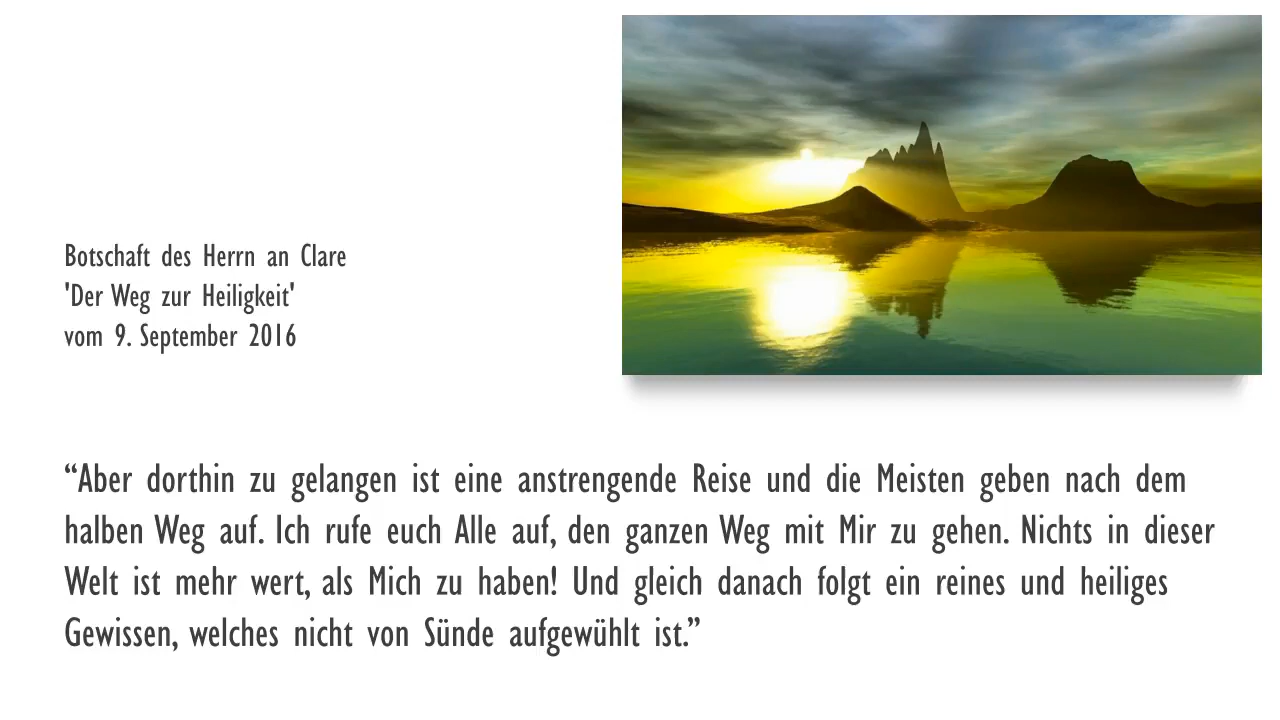 Botschaft des Herrn an Clare
'Der Weg zur Heiligkeit'
vom 9. September 2016
“Aber dorthin zu gelangen ist eine anstrengende Reise und die Meisten geben nach dem
halben Weg auf. Ich rufe euch Alle auf, den ganzen Weg mit Mir zu gehen. Nichts in dieser
Welt ist mehr wert, als Mich zu haben! Und gleich danach folgt ein reines und heiliges
Gewissen, welches nicht von Sünde aufgewühlt ist.”